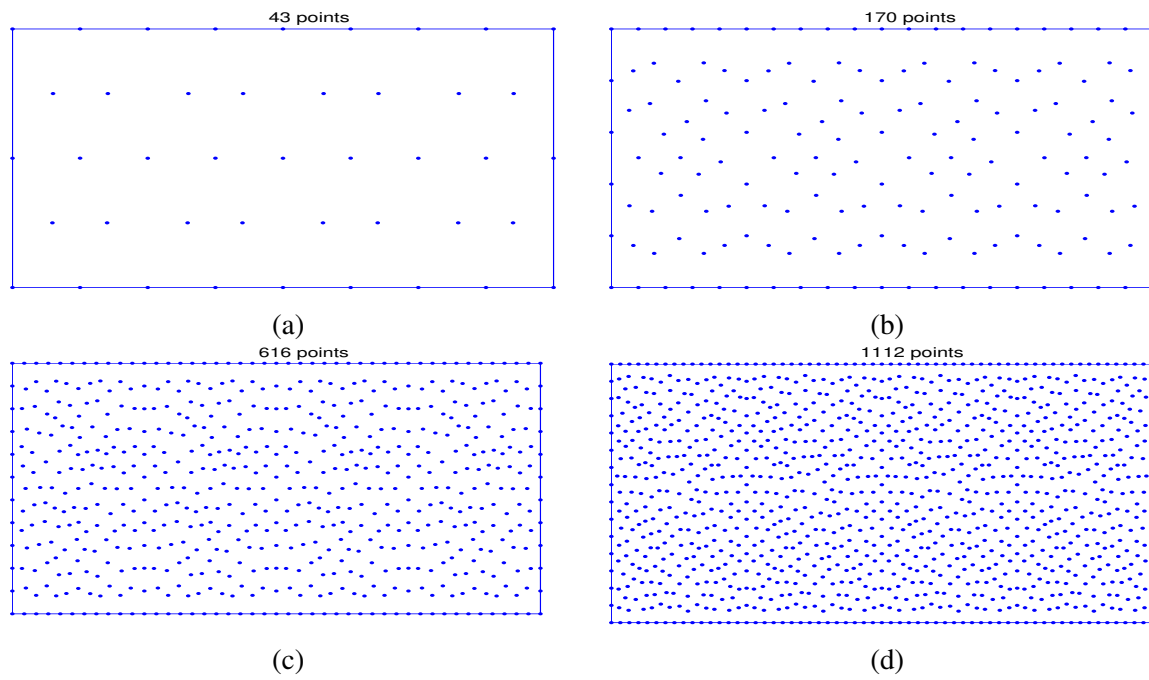 43 points
170 points
(a)
(b)
616 points
1112 points
(c)
(d)